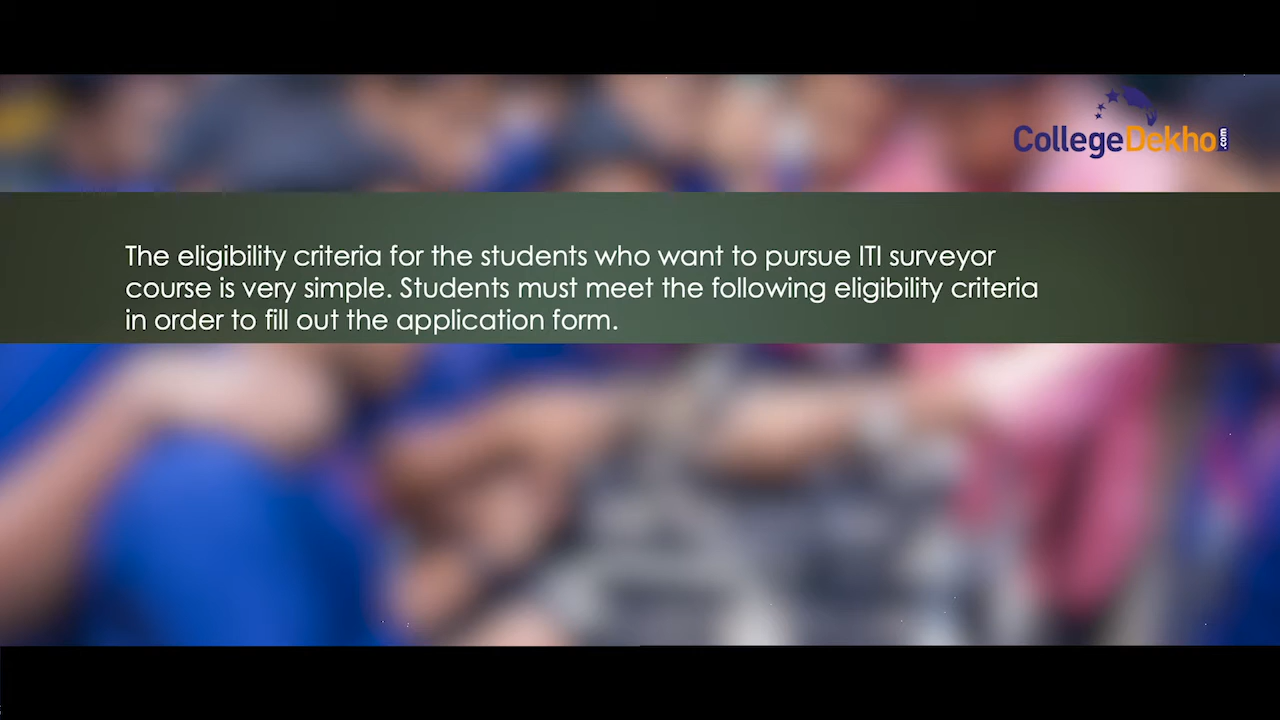 CollegeDekho.com
The eligibility criteria for the students who want to pursue ITI surveyor
course is very simple. Students must meet the following eligibility criteria
in order to fill out the application form.